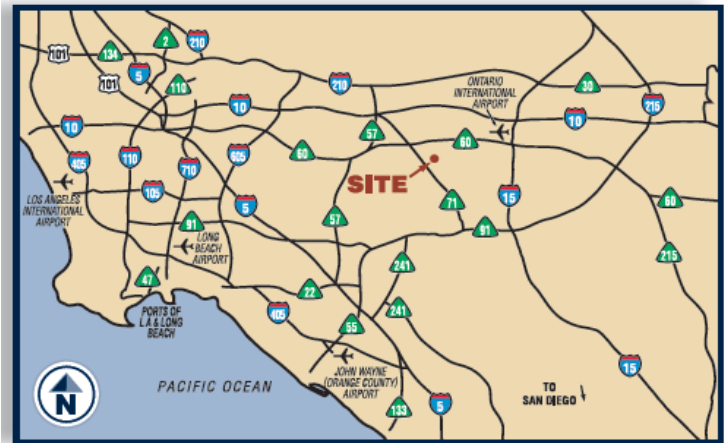 2
210
101
134
5
101
110
210
30
215
ONTARIO
INTERNATIONAL
AIRPORT
10
10
10
57
60
60
110
710
605
405
SITE
LOS ANGELES
INTERNATIONAL
AIRPORT
105
5
71
15
60
91
57
91
LONG
BEACH
AIRPORT
241
215
47
22
PORTS OF
LA & LONG
BEACH
405
241
55
JOHN WAYNE
(ORANGE COUNTY)
AIRPORT
15
N
PACIFIC OCEAN
133
5
TO
SAN DIEGO